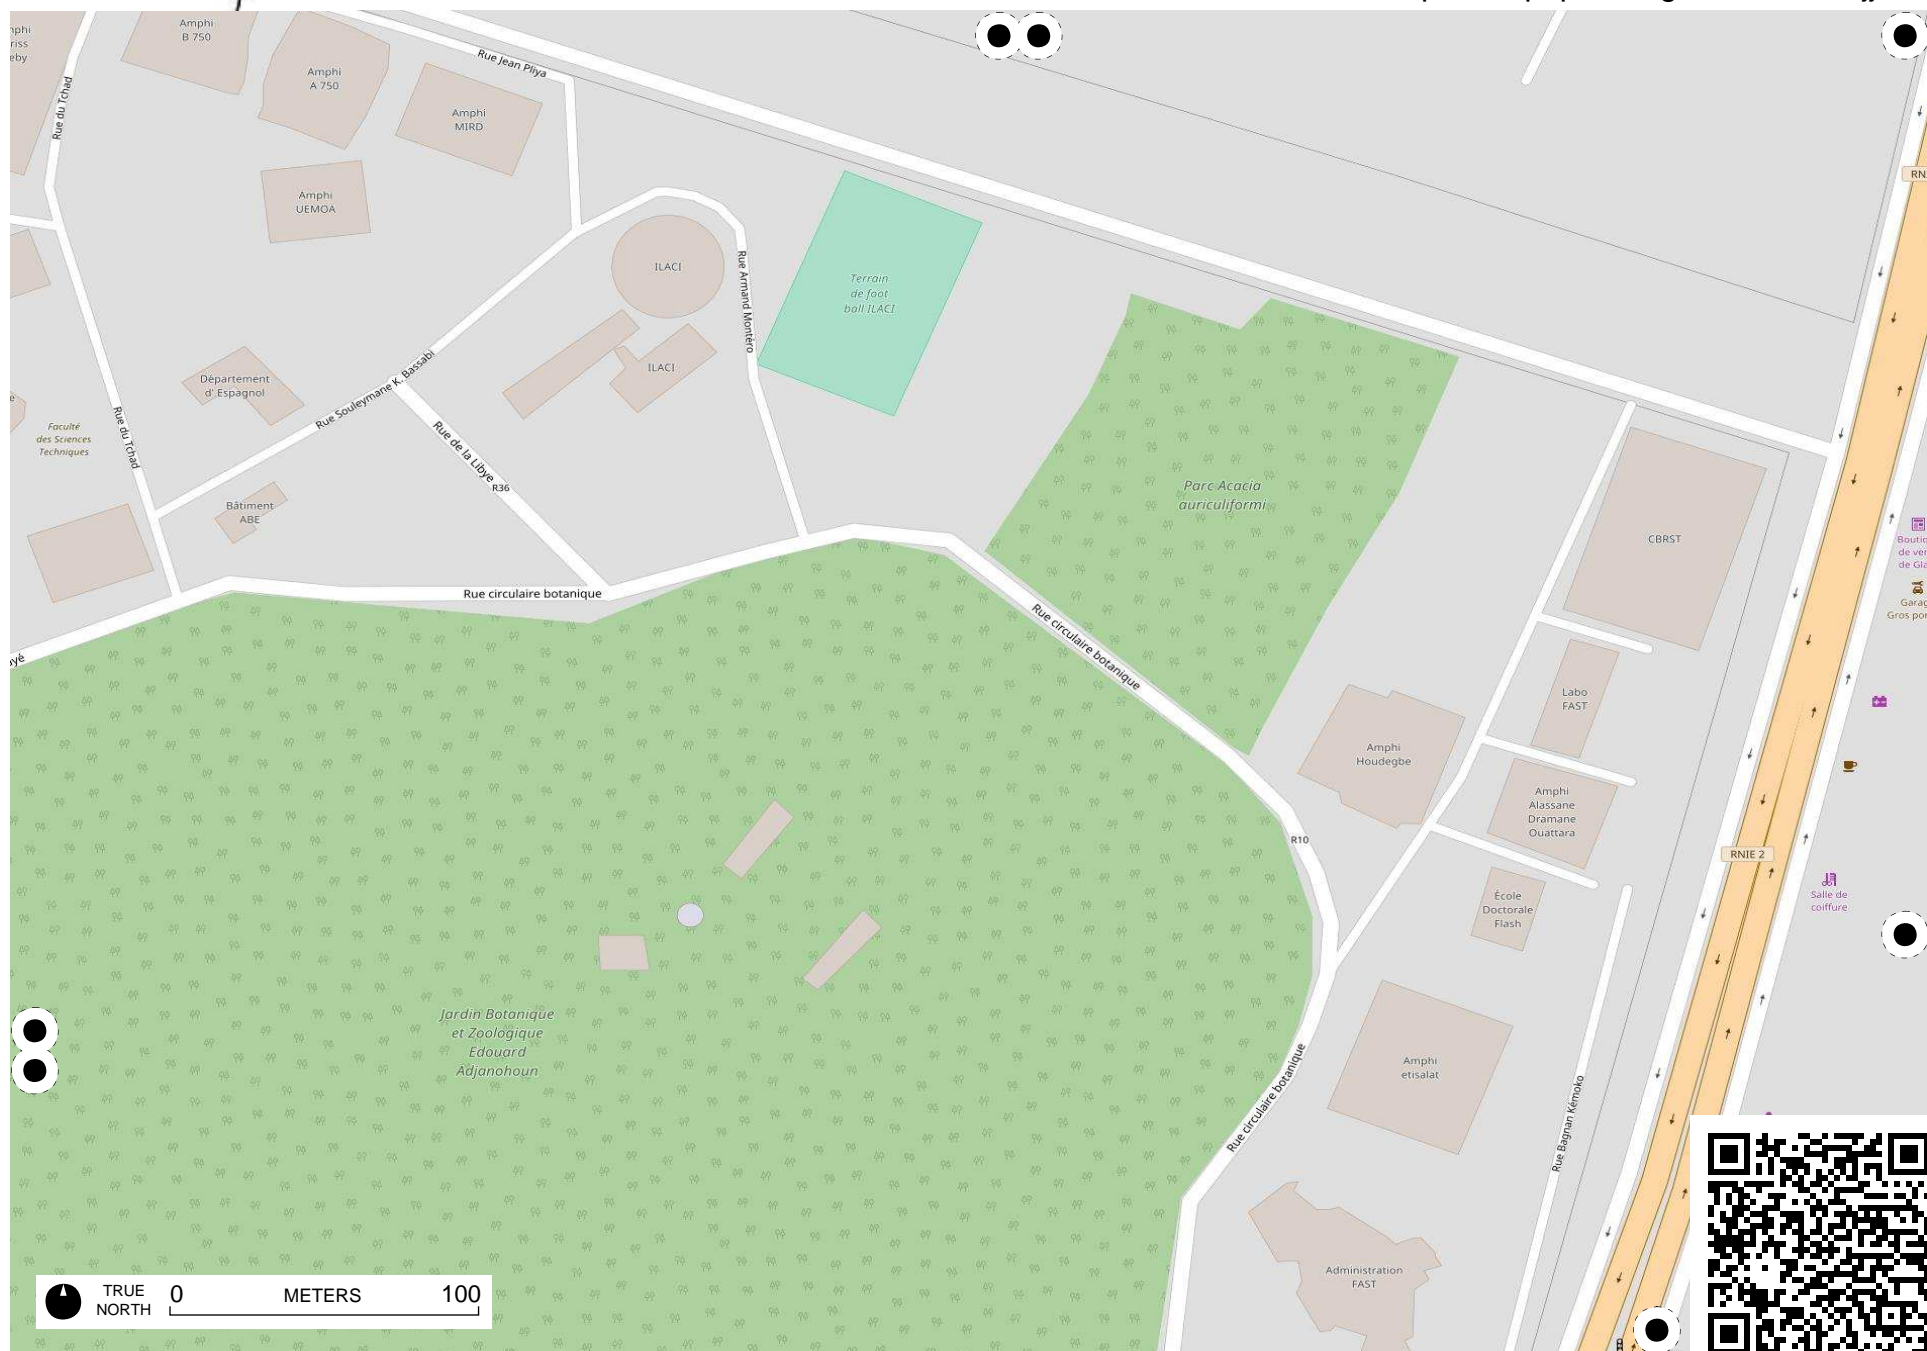 Amphi
B 750
Amphi
A 750
Rue Jean Pliya
Amphi
MIRD
Rue du Tchad
Amphi
UEMOA
ILACI
Rue Armand Montéro
Terrain
de foot
ball ILACI
ILACI
Département
d' Espagnol
Rue Souleymane K. Bassabi
Rue du Tchad
Faculté
des Sciences
Techniques
Rue de la Libye
R36
Bâtiment
ABE
Parc Acacia
auriculiformi
CBRST
Rue circulaire botanique
Rue circulaire botanique
Labo
FAST
Amphi
Houdegbe
Amphi
Alassane
Dramane
Ouattara
R10
RNIE 2
École
Doctorale
Flash
Salle de
coiffure
Jardin Botanique
et Zoologique
Edouard
Adjanohoun
Amphi
etisalat
Rue circulaire botanique
Rue Bagnan Kémoko
Administration
FAST
TRUE
NORTH
0 METERS 100